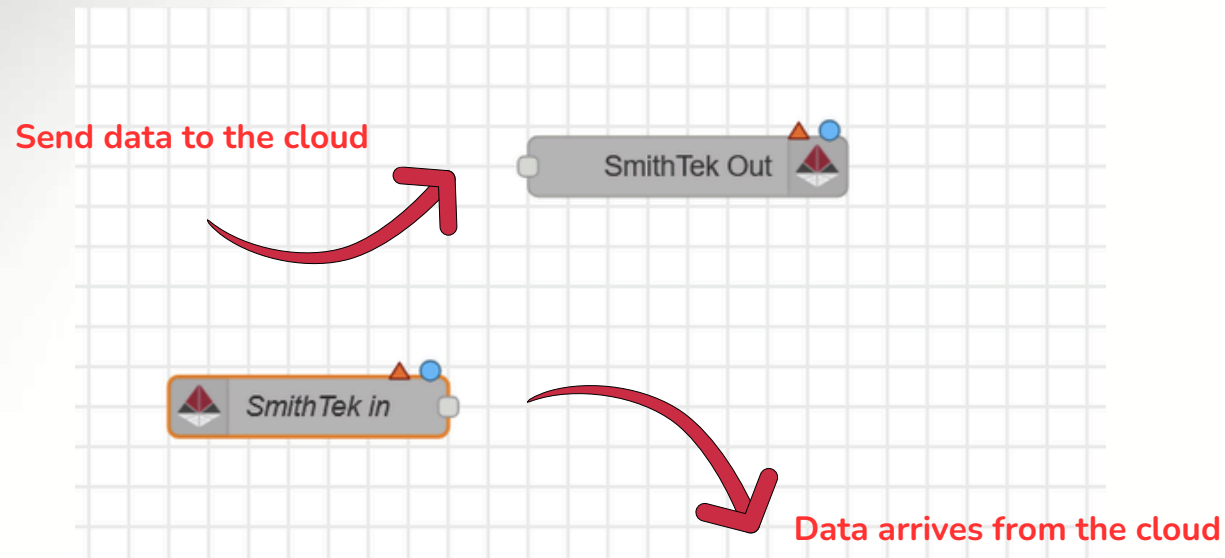 Send data to the cloud
SmithTek Out
SmithTek in
Data arrives from the cloud